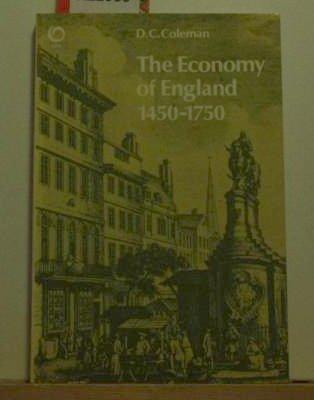 D.C.Coleman
The Economy
of England
1450-1750